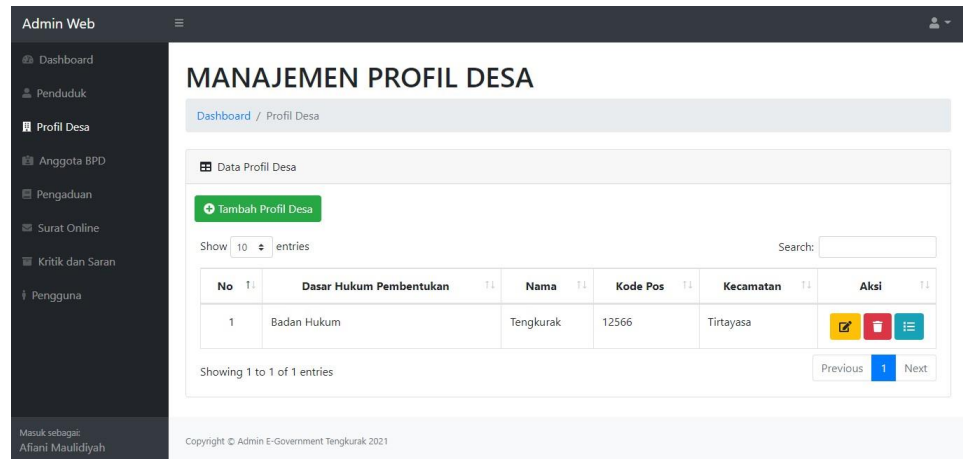 Admin Web
Dashboard
Penduduk
Profil Desa
Anggota BPD
Pengaduan
Surat Online
Kritik dan Saran
Pengguna
Masuk sebagai:
Afiani Maulidiyah
MANAJEMEN PROFIL DESA
Dashboard / Profil Desa
Data Profil Desa
Tambah Profil Desa
Show 10 entries Search:
No Dasar Hukum Pembentukan Nama Kode Pos Kecamatan Aksi
1 Badan Hukum Tengkurak 12566 Tirtayasa
Showing 1 to 1 of 1 entries Previous 1 Next
Copyright © Admin E-Government Tengkurak 2021